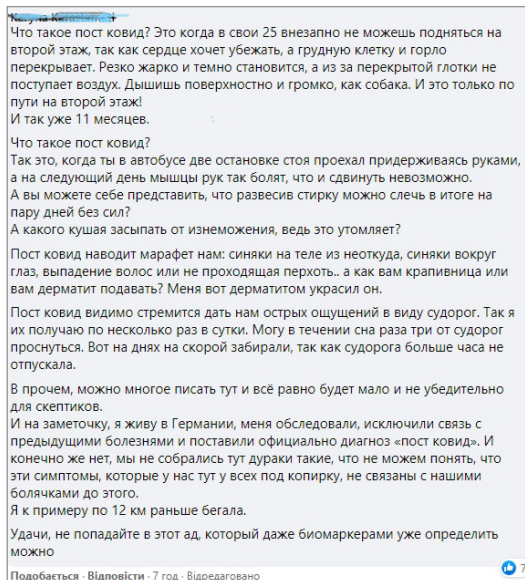 Что такое пост ковид? Это когда в свои 25 внезапно не можешь подняться на
второй этаж, так как сердце хочет убежать, а грудную клетку и горло
перекрывает. Резко жарко и темно становится, а из за перекрытой глотки не
поступает воздух. Дышишь поверхностно и громко, как собака. И это только по
пути на второй этаж!
И так уже 11 месяцев.
Что такое пост ковид?
Так это, когда ты в автобусе две остановке стоя проехал придерживаясь руками,
а на следующий день мышцы рук так болят, что и сдвинуть невозможно.
А вы можете себе представить, что развесив стирку можно слечь в итоге на
пару дней без сил?
А какого кушая засыпать от изнеможения, ведь это утомляет?
Пост ковид наводит марафет нам: синяки на теле из неоткуда, синяки вокруг
глаз, выпадение волос или не проходящая перхоть.. а как вам крапивница или
вам дерматит подавать? Меня вот дерматитом украсил он.
Пост ковид видимо стремится дать нам острых ощущений в виду судорог. Так я
их получаю по несколько раз в сутки. Могу в течении сна раза три от судорог
проснуться. Вот на днях на скорой забирали, так как судорога больше часа не
отпускала.
В прочем, можно многое писать тут и всё равно будет мало и не убедительно
для скептиков.
И на заметочку, я живу в Германии, меня обследовали, исключили связь с
предыдущими болезнями и поставили официально диагноз «пост ковид». И
конечно же нет, мы не собрались тут дураки такие, что не можем понять, что
эти симптомы, которые у нас тут у всех под копирку, не связаны с нашими
болячками до этого.
Я к примеру по 12 км раньше бегала.
Удачи, не попадайте в этот ад, который даже биомаркерами уже определить
можно
Подобається · Відповісти · 7 год · Відредаговано
7